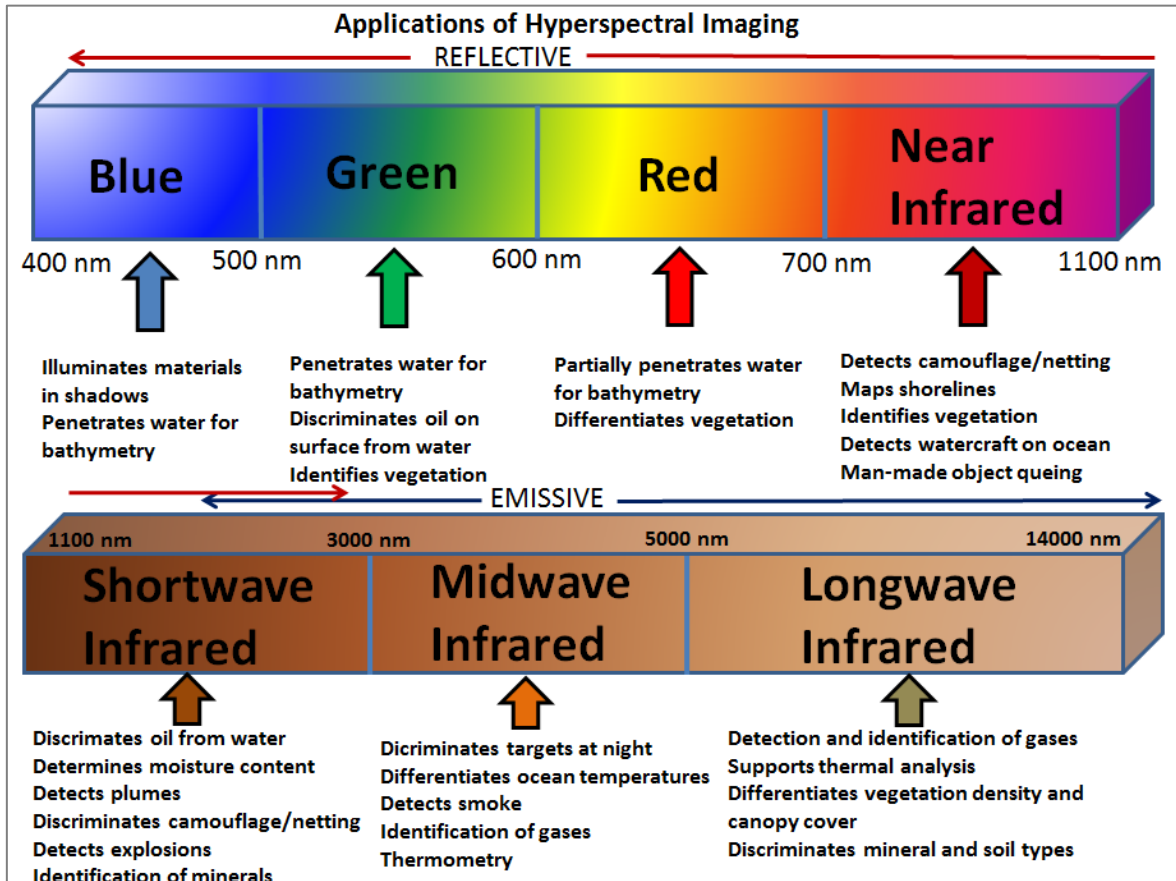 Applications of Hyperspectral Imaging
REFLECTIVE
Blue
Green
Red
Near
Infrared
400 nm
500 nm
600 nm
700 nm
1100 nm
Illuminates materials
in shadows
Penetrates water for
bathymetry
Penetrates water for
bathymetry
Discriminates oil on
surface from water
Identifies vegetation
Partially penetrates water
for bathymetry
Differentiates vegetation
Detects camouflage/netting
Maps shorelines
Identifies vegetation
Detects watercraft on ocean
Man-made object queing
EMISSIVE
1100 nm
3000 nm
5000 nm
14000 nm
Shortwave
Infrared
Midwave
Infrared
Longwave
Infrared
Discrimates oil from water
Determines moisture content
Detects plumes
Discriminates camouflage/netting
Detects explosions
Identification of minerals
Dicriminates targets at night
Differentiates ocean temperatures
Detects smoke
Identification of gases
Thermometry
Detection and identification of gases
Supports thermal analysis
Differentiates vegetation density and
canopy cover
Discriminates mineral and soil types